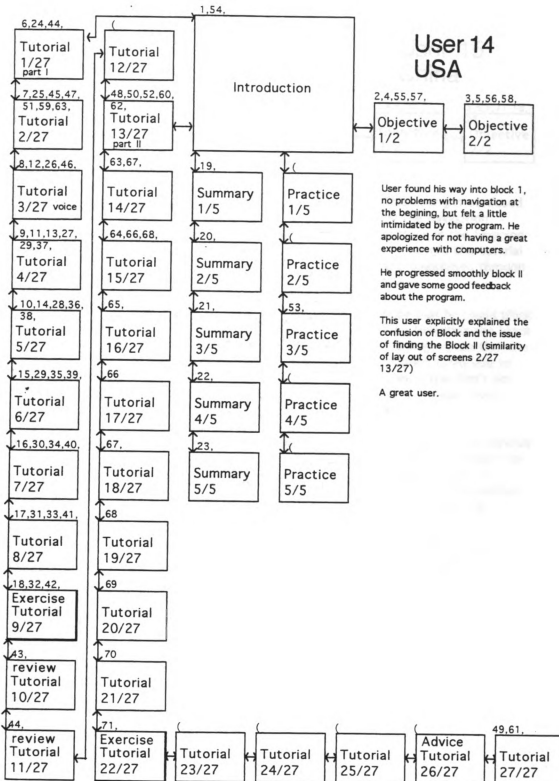 User 14
USA
1,54,
Introduction
6,24,44,
Tutorial
1/27
part I
7,25,45,47,
51,59,63,
Tutorial
2/27
8,12,26,46,
Tutorial
3/27 voice
9,11,13,27,
29,37,
Tutorial
4/27
10,14,28,36,
38,
Tutorial
5/27
15,29,35,39,
Tutorial
6/27
16,30,34,40,
Tutorial
7/27
17,31,33,41,
Tutorial
8/27
18,32,42,
Exercise
Tutorial
9/27
43,
review
Tutorial
10/27
44,
review
Tutorial
11/27
(
Tutorial
12/27
48,50,52,60,
62,
Tutorial
13/27
part II
63,67,
Tutorial
14/27
64,66,68,
Tutorial
15/27
65,
Tutorial
16/27
66
Tutorial
17/27
67,
Tutorial
18/27
68
Tutorial
19/27
69
Tutorial
20/27
70
Tutorial
21/27
71,
Exercise
Tutorial
22/27
(
Tutorial
23/27
(
Tutorial
24/27
(
Tutorial
25/27
(
Advice
Tutorial
26/27
49,61,
Tutorial
27/27
19,
Summary
1/5
20,
Summary
2/5
21,
Summary
3/5
22,
Summary
4/5
23,
Summary
5/5
(
Practice
1/5
(
Practice
2/5
53,
Practice
3/5
(
Practice
4/5
(
Practice
5/5
2,4,55,57,
Objective
1/2
3,5,56,58,
Objective
2/2
User found his way into block 1,
no problems with navigation at
the begining, but felt a little
intimidated by the program. He
apologized for not having a great
experience with computers.
He progressed smoothly block II
and gave some good feedback
about the program.
This user explicitly explained the
confusion of Block and the issue
of finding the Block II (similarity
of lay out of screens 2/27
13/27)
A great user.